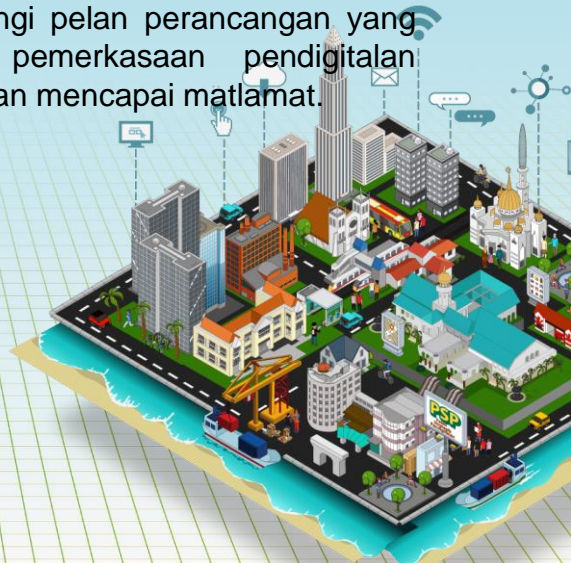 ngi pelan perancangan yang
pemerkasaan pendigitalan
an mencapai matlamat.
PSP